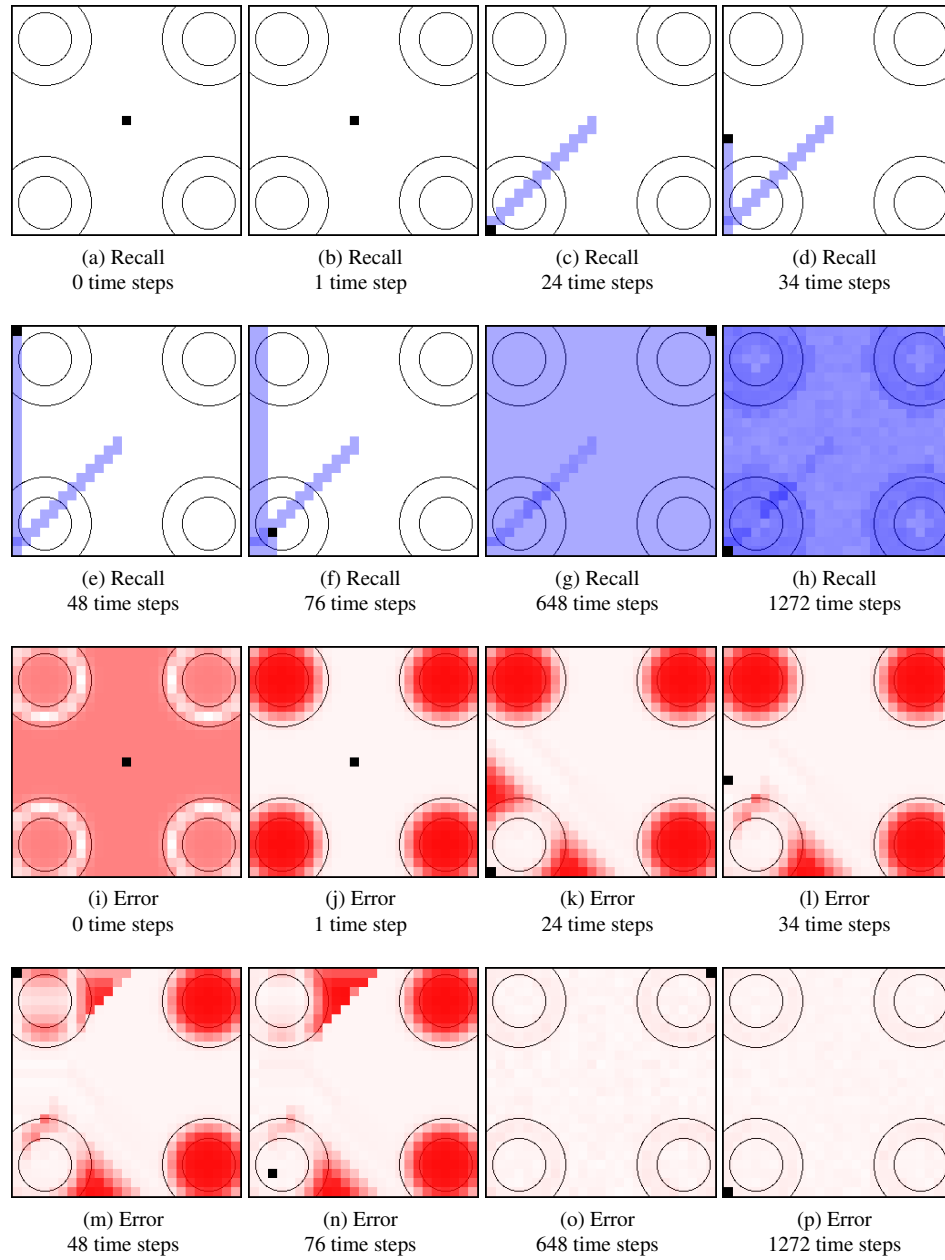 (a) Recall
0 time steps
(b) Recall
1 time step
(c) Recall
24 time steps
(d) Recall
34 time steps
(e) Recall
48 time steps
(f) Recall
76 time steps
(g) Recall
648 time steps
(h) Recall
1272 time steps
(i) Error
0 time steps
(j) Error
1 time step
(k) Error
24 time steps
(l) Error
34 time steps
(m) Error
48 time steps
(n) Error
76 time steps
(o) Error
648 time steps
(p) Error
1272 time steps